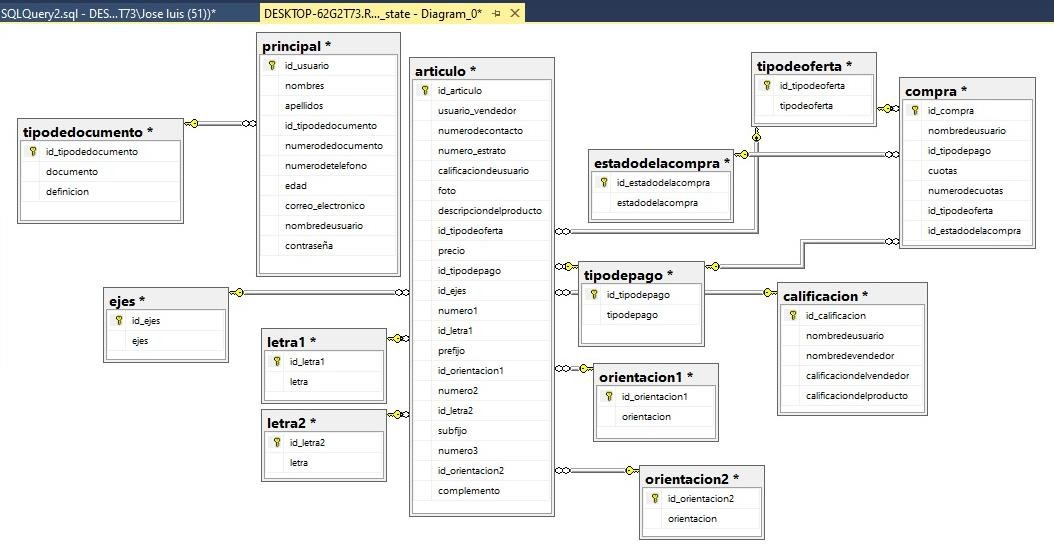 SQLQuery2.sql - DES...T73\Jose luis (51))*
DESKTOP-62G2T73.R..._state - Diagram_0*
principal *
id_usuario
nombres
apellidos
id_tipodedocumento
numerodedocumento
numerodetelefono
edad
correo_electronico
nombredeusuario
contraseña
tipodedocumento *
id_tipodedocumento
documento
definicion
articulo *
id_articulo
usuario_vendedor
numerodecontacto
numero_estrato
calificaciondeusuario
foto
descripciondelproducto
id_tipodeoferta
precio
id_tipodepago
id_ejes
numero1
id_letra1
prefijo
id_orientacion1
numero2
id_letra2
subfijo
numero3
id_orientacion2
complemento
tipodeoferta *
id_tipodeoferta
tipodeoferta
compra *
id_compra
nombredeusuario
id_tipodepago
cuotas
numerodecuotas
id_tipodeoferta
id_estadodelacompra
estadodelacompra *
id_estadodelacompra
estadodelacompra
tipodepago *
id_tipodepago
tipodepago
calificacion *
id_calificacion
nombredeusuario
nombredevendedor
calificaciondelvendedor
calificaciondelproducto
ejes *
id_ejes
ejes
letra1 *
id_letra1
letra
letra2 *
id_letra2
letra
orientacion1 *
id_orientacion1
orientacion
orientacion2 *
id_orientacion2
orientacion